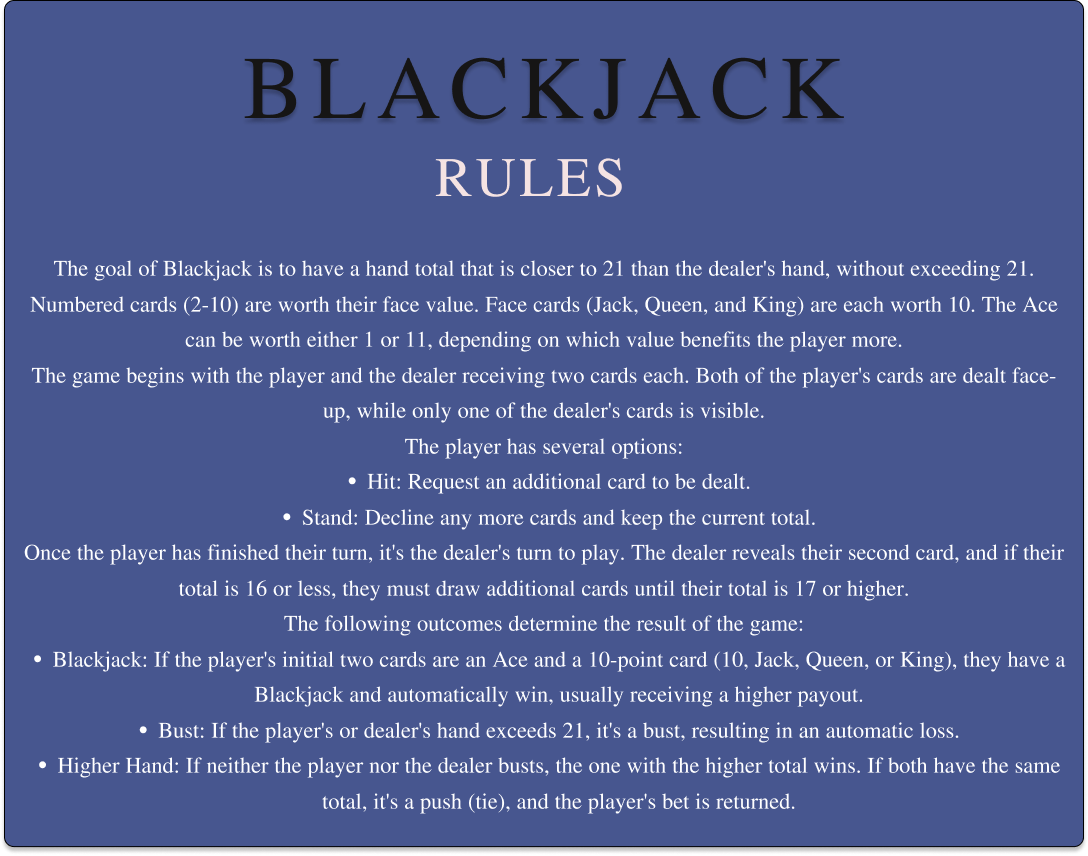 BLACKJACK
RULES
The goal of Blackjack is to have a hand total that is closer to 21 than the dealer's hand, without exceeding 21.
Numbered cards (2-10) are worth their face value. Face cards (Jack, Queen, and King) are each worth 10. The Ace
can be worth either 1 or 11, depending on which value benefits the player more.
The game begins with the player and the dealer receiving two cards each. Both of the player's cards are dealt face-
up, while only one of the dealer's cards is visible.
The player has several options:
• Hit: Request an additional card to be dealt.
• Stand: Decline any more cards and keep the current total.
Once the player has finished their turn, it's the dealer's turn to play. The dealer reveals their second card, and if their
total is 16 or less, they must draw additional cards until their total is 17 or higher.
The following outcomes determine the result of the game:
• Blackjack: If the player's initial two cards are an Ace and a 10-point card (10, Jack, Queen, or King), they have a
Blackjack and automatically win, usually receiving a higher payout.
• Bust: If the player's or dealer's hand exceeds 21, it's a bust, resulting in an automatic loss.
• Higher Hand: If neither the player nor the dealer busts, the one with the higher total wins. If both have the same
total, it's a push (tie), and the player's bet is returned.